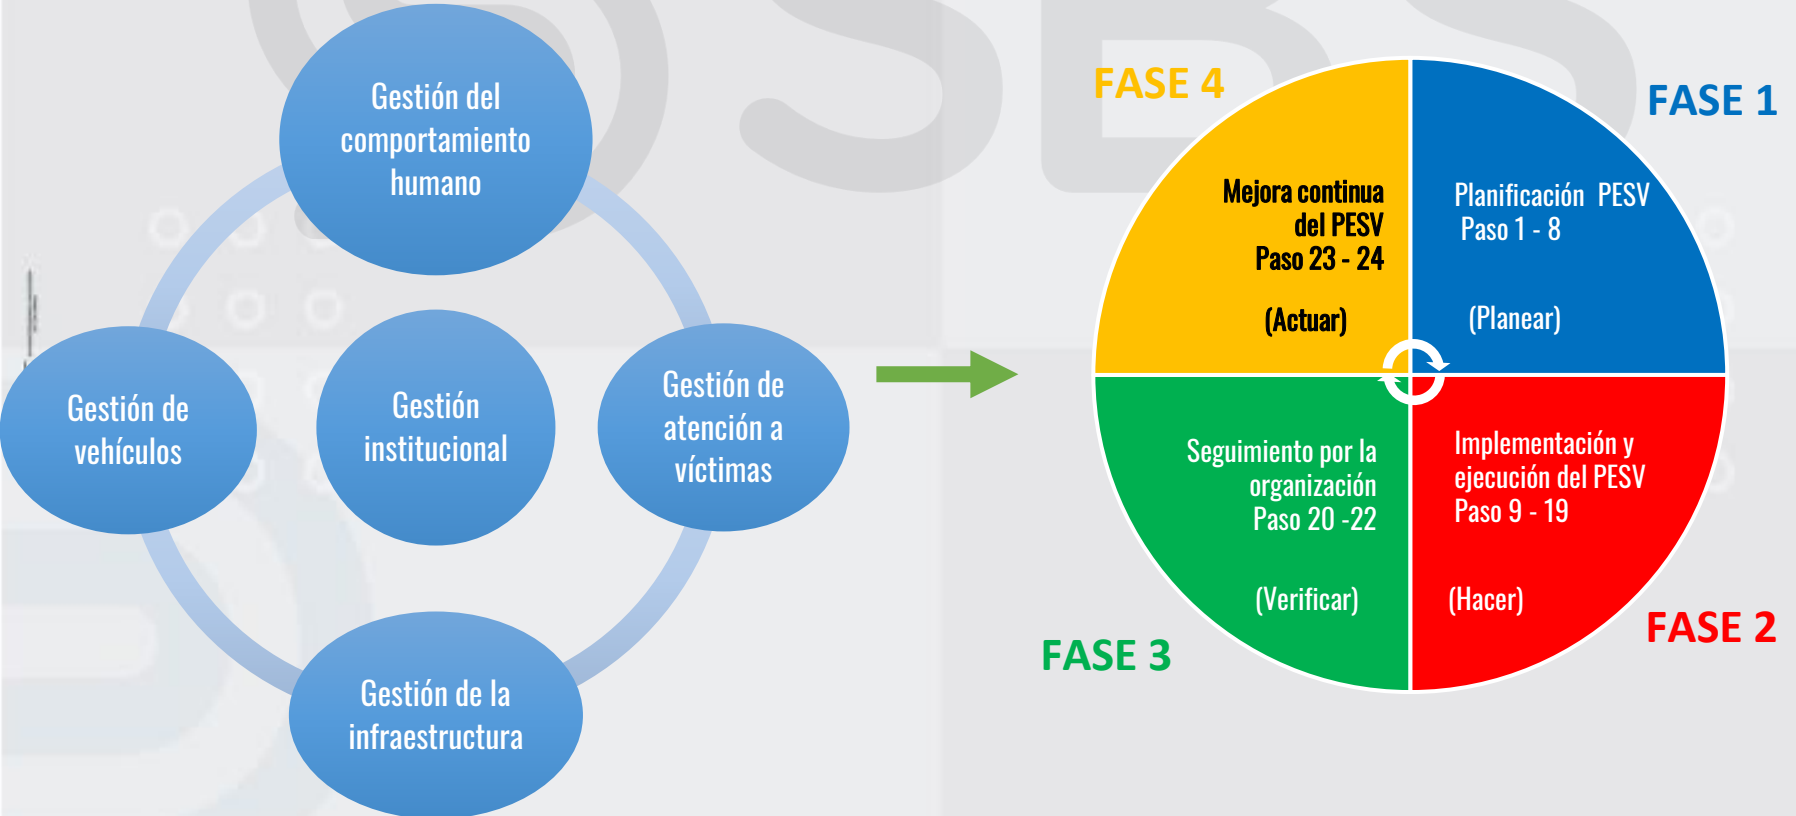 SBS
Gestión del
comportamiento
humano
Gestión de
vehículos
Gestión
institucional
Gestión de
atención a
víctimas
Gestión de la
infraestructura
FASE 4
FASE 1
Mejora continua
del PESV
Paso 23 - 24
(Actuar)
Planificación  PESV
Paso 1 - 8
(Planear)
Seguimiento por la
organización
Paso 20 -22
(Verificar)
Implementación y
ejecución del PESV
Paso 9 - 19
(Hacer)
FASE 3
FASE 2